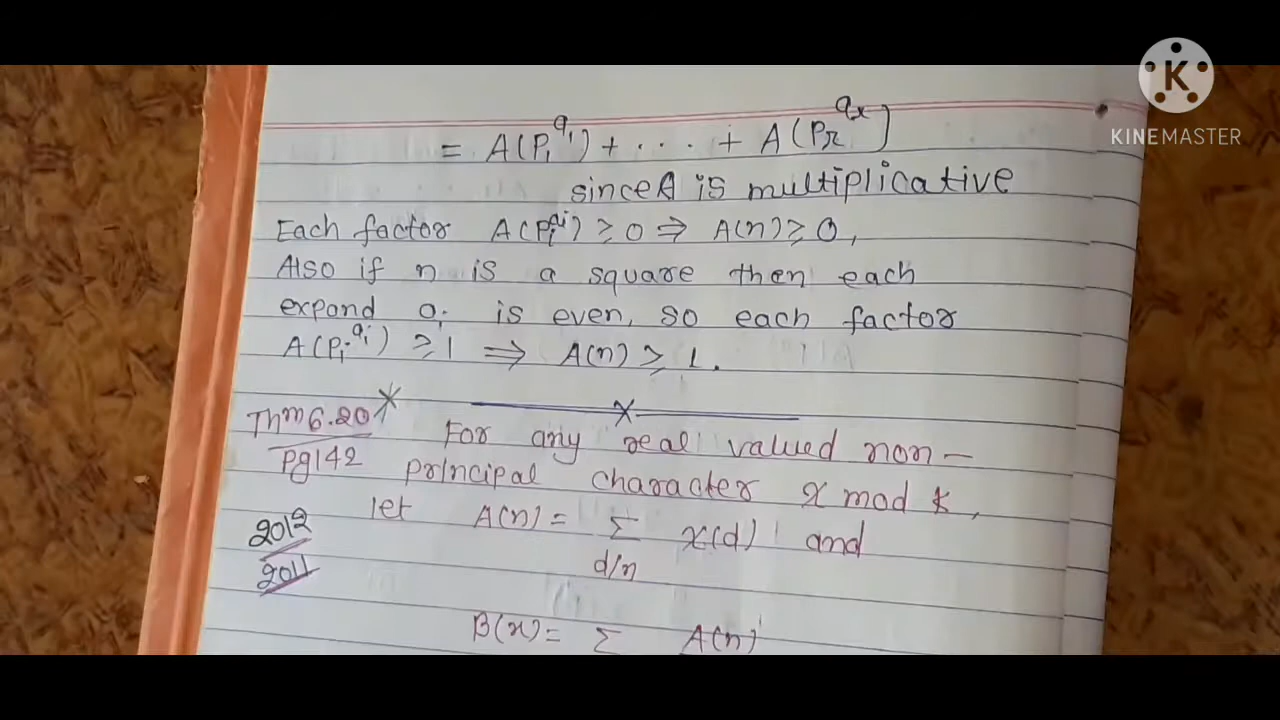 KINEMASTER
= A(P₁^a₁) + . . . + A(Pr^ar)
since A is multiplicative
Each factor A(Pᵢ^aᵢ) ≥ 0 ⇒ A(n) ≥ 0,
Also if n is a square then each
expond aᵢ is even, so each factor
A(Pᵢ^aᵢ) ≥ 1 ⇒ A(n) ≥ 1.
Thm 6.20
Pg142
2012
2011
For any real valued non-
principal character χ mod k,
let A(n) = Σ χ(d) and
d/n
B(x) = Σ A(n)